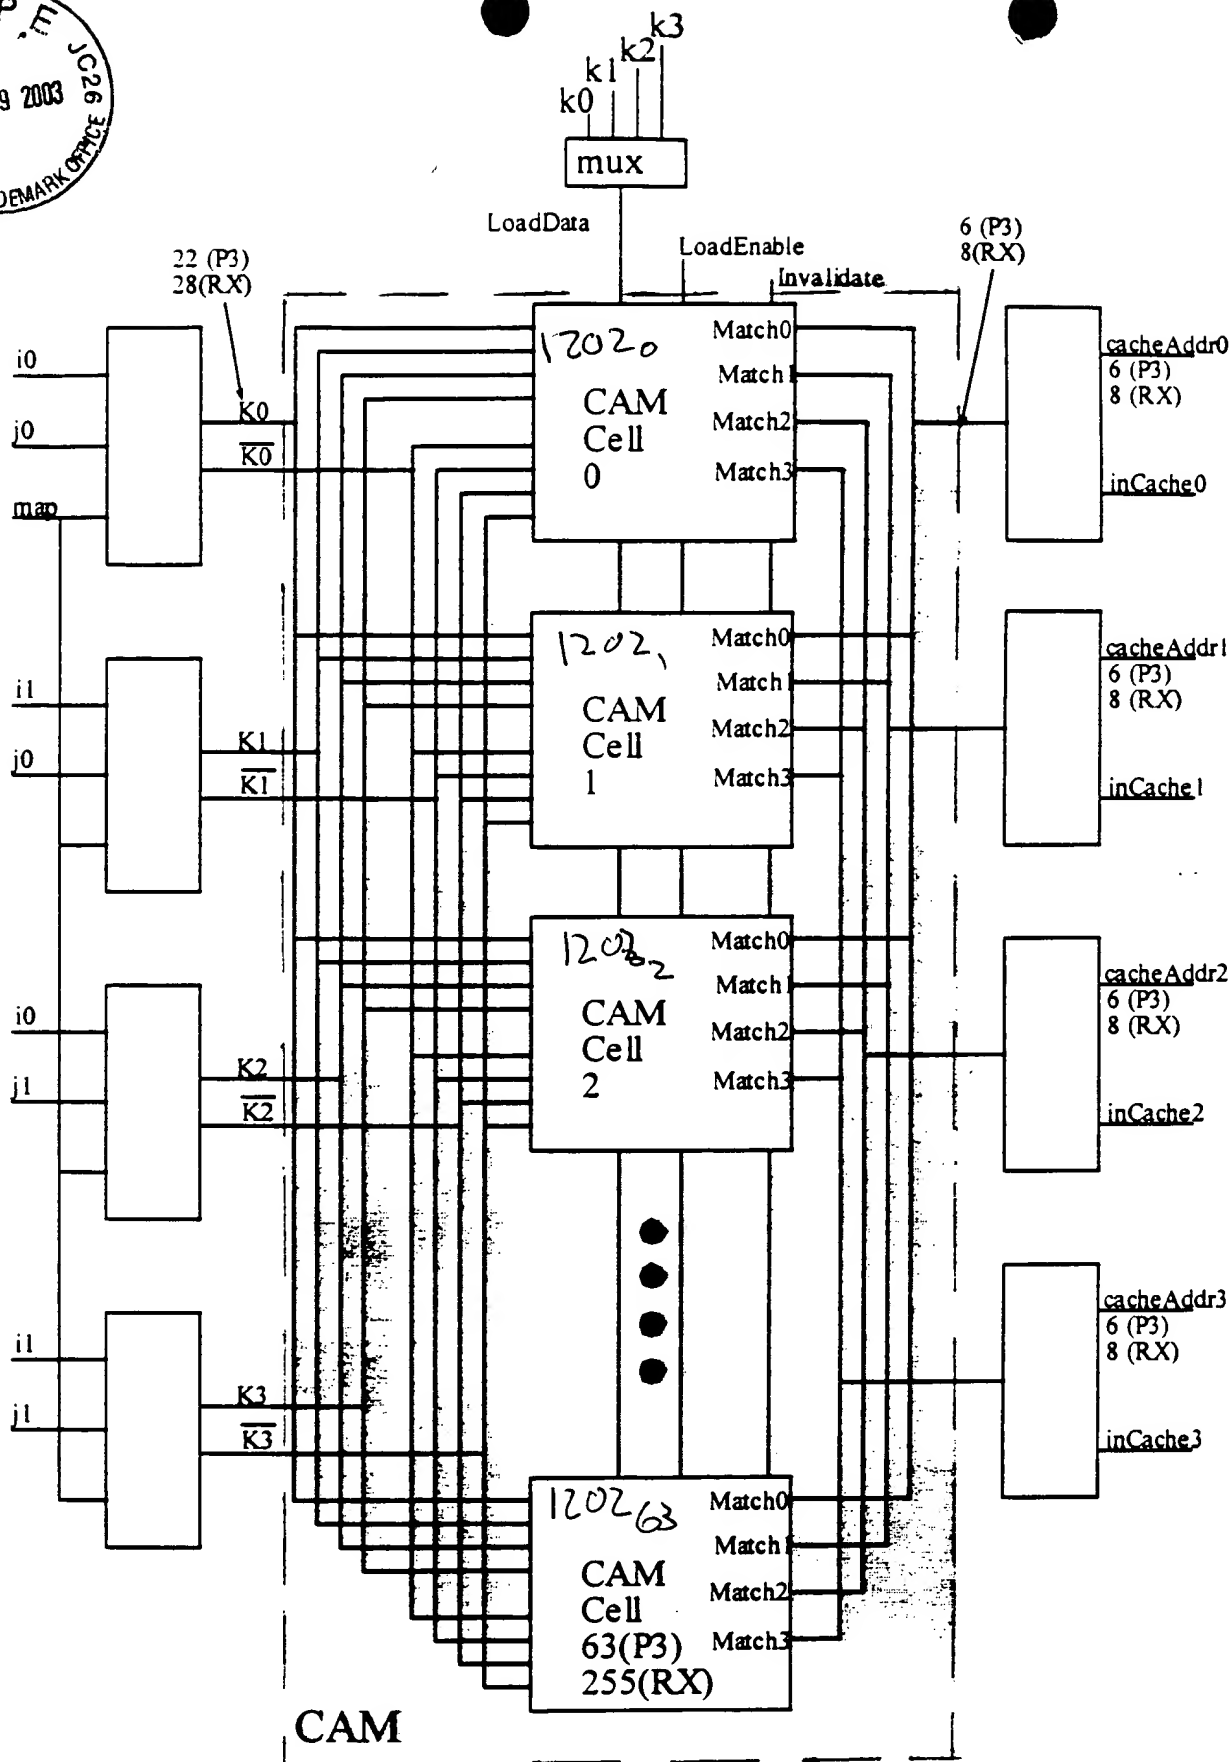 P E JC26
9 2003
DEMARK OFFICE
k0 k1 k2 k3
mux
LoadData
LoadEnable
Invalidate
22 (P3)
28(RX)
6 (P3)
8(RX)
i0
j0
map
K0
K0
1202₀
CAM
Cell
0
Match0
Match1
Match2
Match3
cacheAddr0
6 (P3)
8 (RX)
inCache0
i1
j0
K1
K1
1202₁
CAM
Cell
1
Match0
Match1
Match2
Match3
cacheAddr1
6 (P3)
8 (RX)
inCache1
i0
j1
K2
K2
CAM
Cell
2
Match0
Match1
Match2
Match3
cacheAddr2
6 (P3)
8 (RX)
inCache2
i1
j1
K3
K3
1202₆₃
CAM
Cell
63(P3)
255(RX)
Match0
Match1
Match2
Match3
cacheAddr3
6 (P3)
8 (RX)
inCache3
CAM